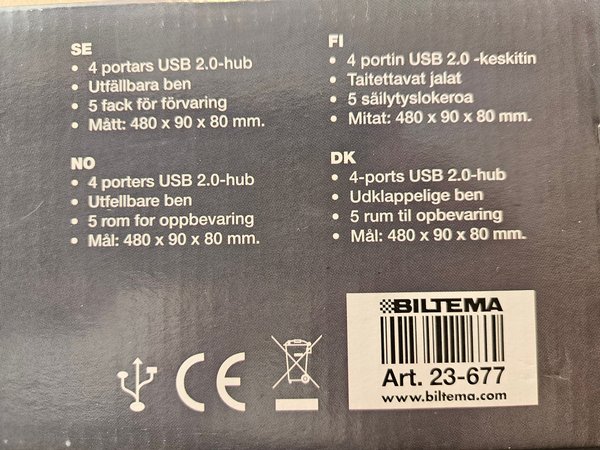 SE
• 4 portars USB 2.0-hub
• Utfällbara ben
• 5 fack för förvaring
• Mått: 480 x 90 x 80 mm.
FI
• 4 portin USB 2.0 -keskitin
• Taitettavat jalat
• 5 säilytyslokeroa
• Mitat: 480 x 90 x 80 mm.
NO
• 4 porters USB 2.0-hub
• Utfellbare ben
• 5 rom for oppbevaring
• Mål: 480 x 90 x 80 mm.
DK
• 4-ports USB 2.0-hub
• Udklappelige ben
• 5 rum til opbevaring
• Mål: 480 x 90 x 80 mm.
CE
BILTEMA
Art. 23-677
www.biltema.com